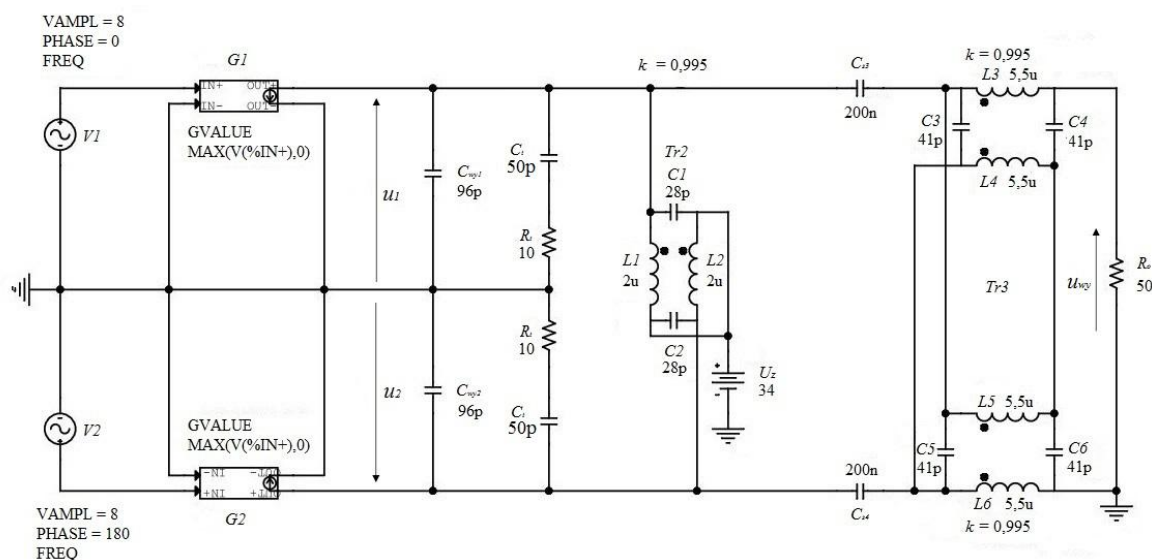 VAMPL = 8
PHASE = 0
FREQ
G1
IN+ OUT+
IN- OUT-
GVALUE
MAX(V(%IN+),0)
V1
u1
Cwy1
96p
Ct
50p
Rt
10
k = 0,995
Tr2
C1
28p
L1
2u
L2
2u
C2
28p
Uz
34
Cs3
200n
k = 0,995
L3 5,5u
C3
41p
C4
41p
L4 5,5u
Tr3
uwy
Ro
50
Rt
10
u2
Cwy2
96p
Ct
50p
V2
GVALUE
MAX(V(%IN+),0)
IN- OUT-
IN+ OUT+
G2
VAMPL = 8
PHASE = 180
FREQ
200n
Cs4
L5 5,5u
C5
41p
C6
41p
L6 5,5u
k = 0,995